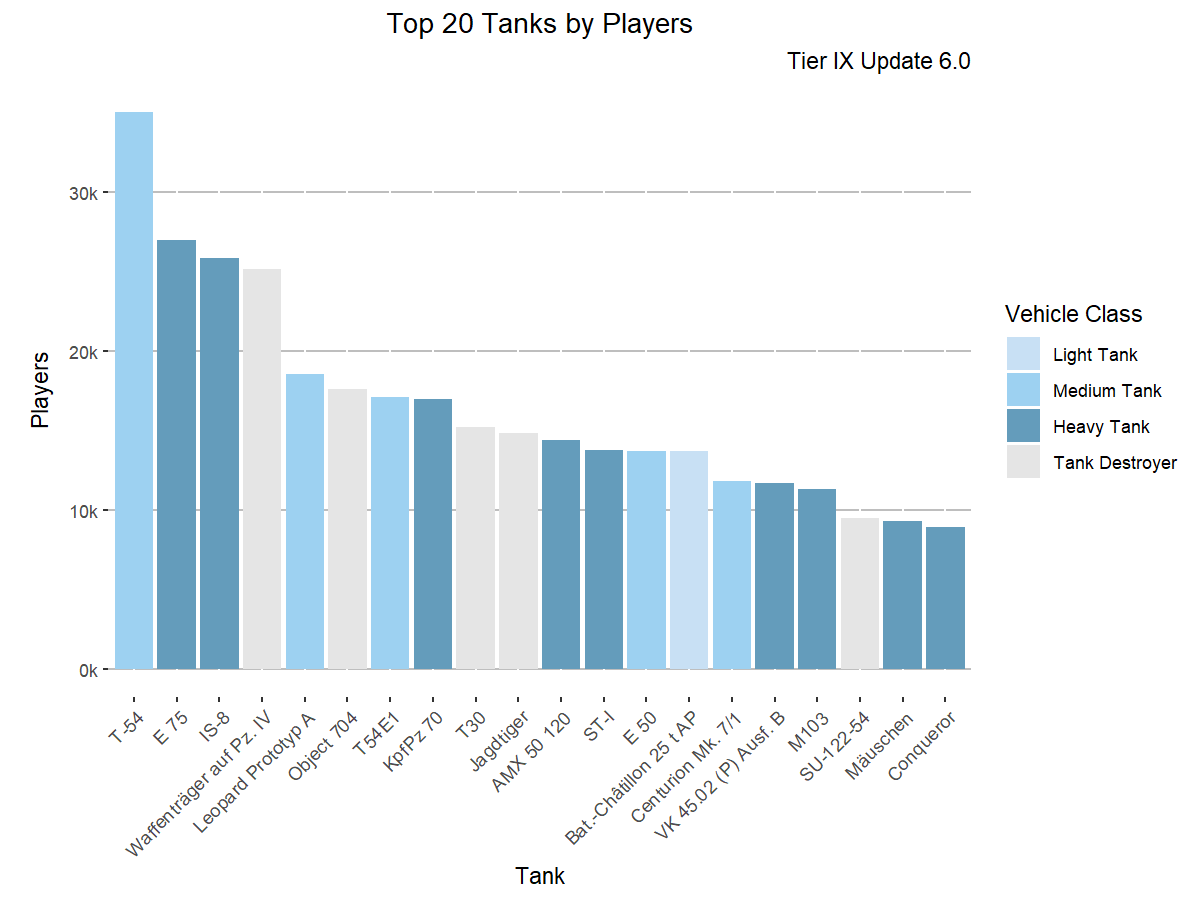 Top 20 Tanks by Players
Tier IX Update 6.0
Players
30k
20k
10k
0k
T-54
E 75
IS-8
Waffenträger auf Pz. IV
Leopard Prototyp A
Object 704
T54E1
KpfPz 70
T30
Jagdtiger
AMX 50 120
ST-I
E 50
Bat.-Châtillon 25 t AP
Centurion Mk. 7/1
VK 45.02 (P) Ausf. B
M103
SU-122-54
Mäuschen
Conqueror
Tank
Vehicle Class
Light Tank
Medium Tank
Heavy Tank
Tank Destroyer